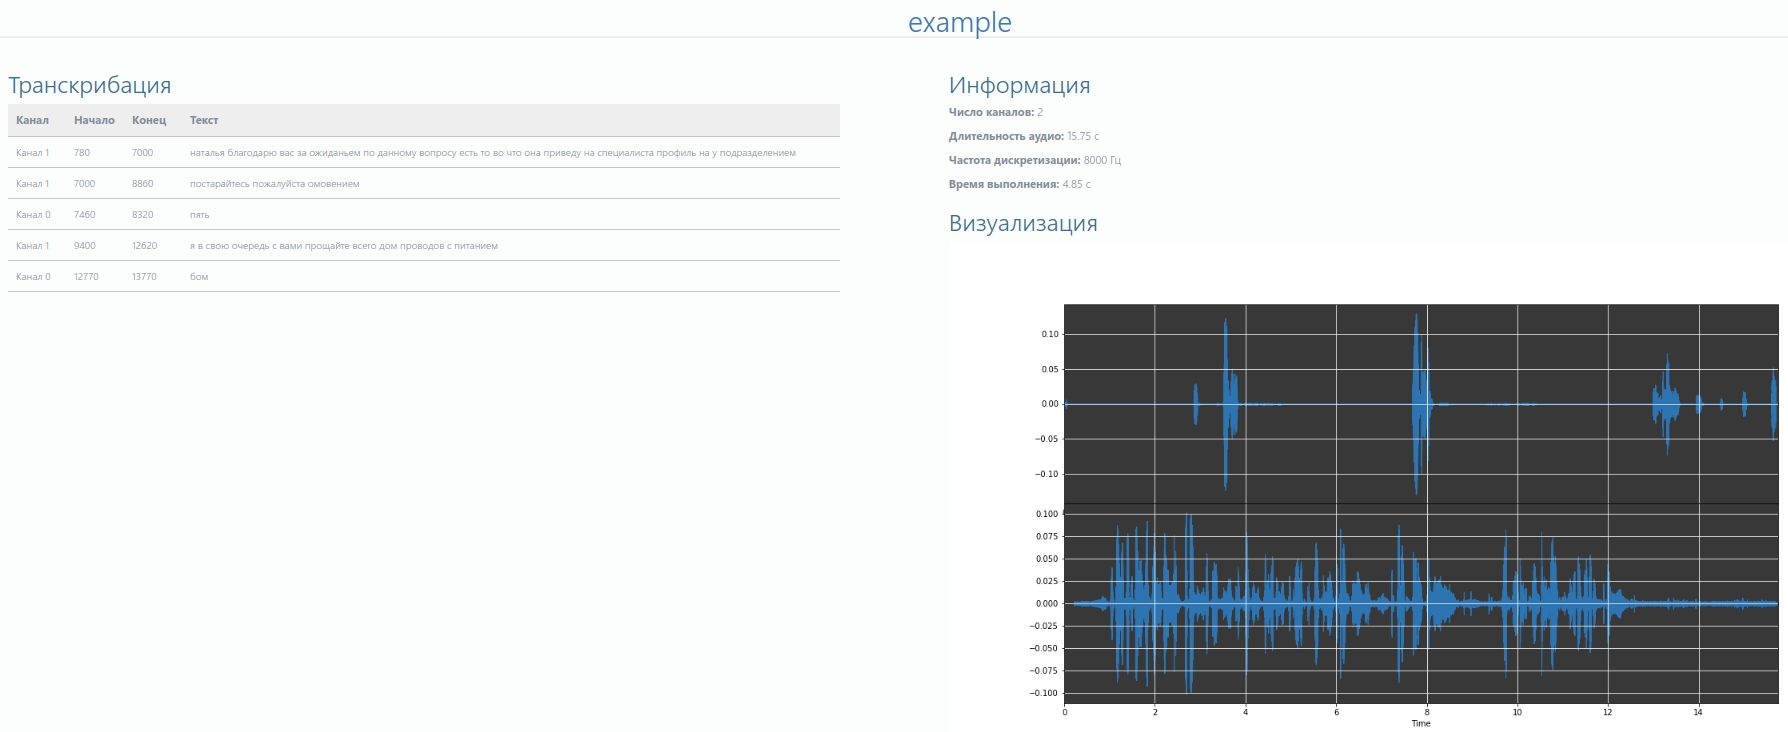 example
Транскрибация
Канал Начало Конец Текст
Канал 1 780 7000 наталья благодарю вас за ожиданьем по данному вопросу есть то во что она приведу на специалиста профиль на у подразделением
Канал 1 7000 8860 постарайтесь пожалуйста омовением
Канал 0 7460 8320 пять
Канал 1 9400 12620 я в свою очередь с вами прощайте всего дом проводов с питанием
Канал 0 12770 13770 бом
Информация
Число каналов: 2
Длительность аудио: 15.75 с
Частота дискретизации: 8000 Гц
Время выполнения: 4.85 с
Визуализация
0.10
0.05
0.00
−0.05
−0.10
0.100
0.075
0.050
0.025
0.000
−0.025
−0.050
−0.075
−0.100
0 2 4 6 8 10 12 14
Time